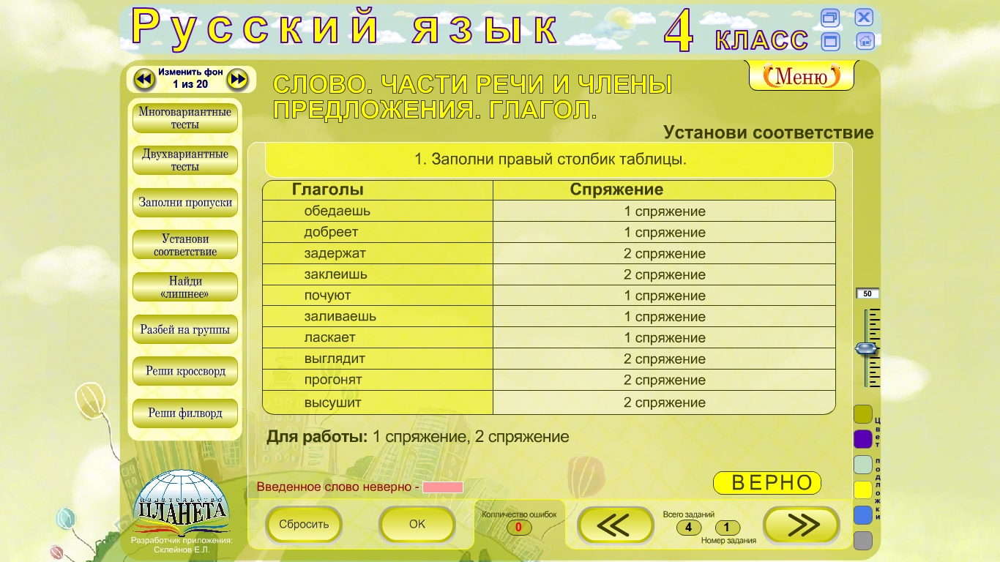 Русский язык 4 КЛАСС
Изменить фон
1 из 20
СЛОВО. ЧАСТИ РЕЧИ И ЧЛЕНЫ
ПРЕДЛОЖЕНИЯ. ГЛАГОЛ.
Меню
Установи соответствие
Многовариантные
тесты
Двухвариантные
тесты
Заполни пропуски
Установи
соответствие
Найди
«лишнее»
Разбей на группы
Реши кроссворд
Реши филворд
1. Заполни правый столбик таблицы.
Глаголы Спряжение
обедаешь 1 спряжение
добреет 1 спряжение
задержат 2 спряжение
заклеишь 2 спряжение
почуют 1 спряжение
заливаешь 1 спряжение
ласкает 1 спряжение
выглядит 2 спряжение
прогонят 2 спряжение
высушит 2 спряжение
Для работы: 1 спряжение, 2 спряжение
Введенное слово неверно -
ВЕРНО
50
Цвет подложки
издательство
ПЛАНЕТА
Разработчик приложения:
Склейнов Е.Л.
Сбросить
OK
Колличество ошибок
0
Всего заданий
4 1
Номер задания